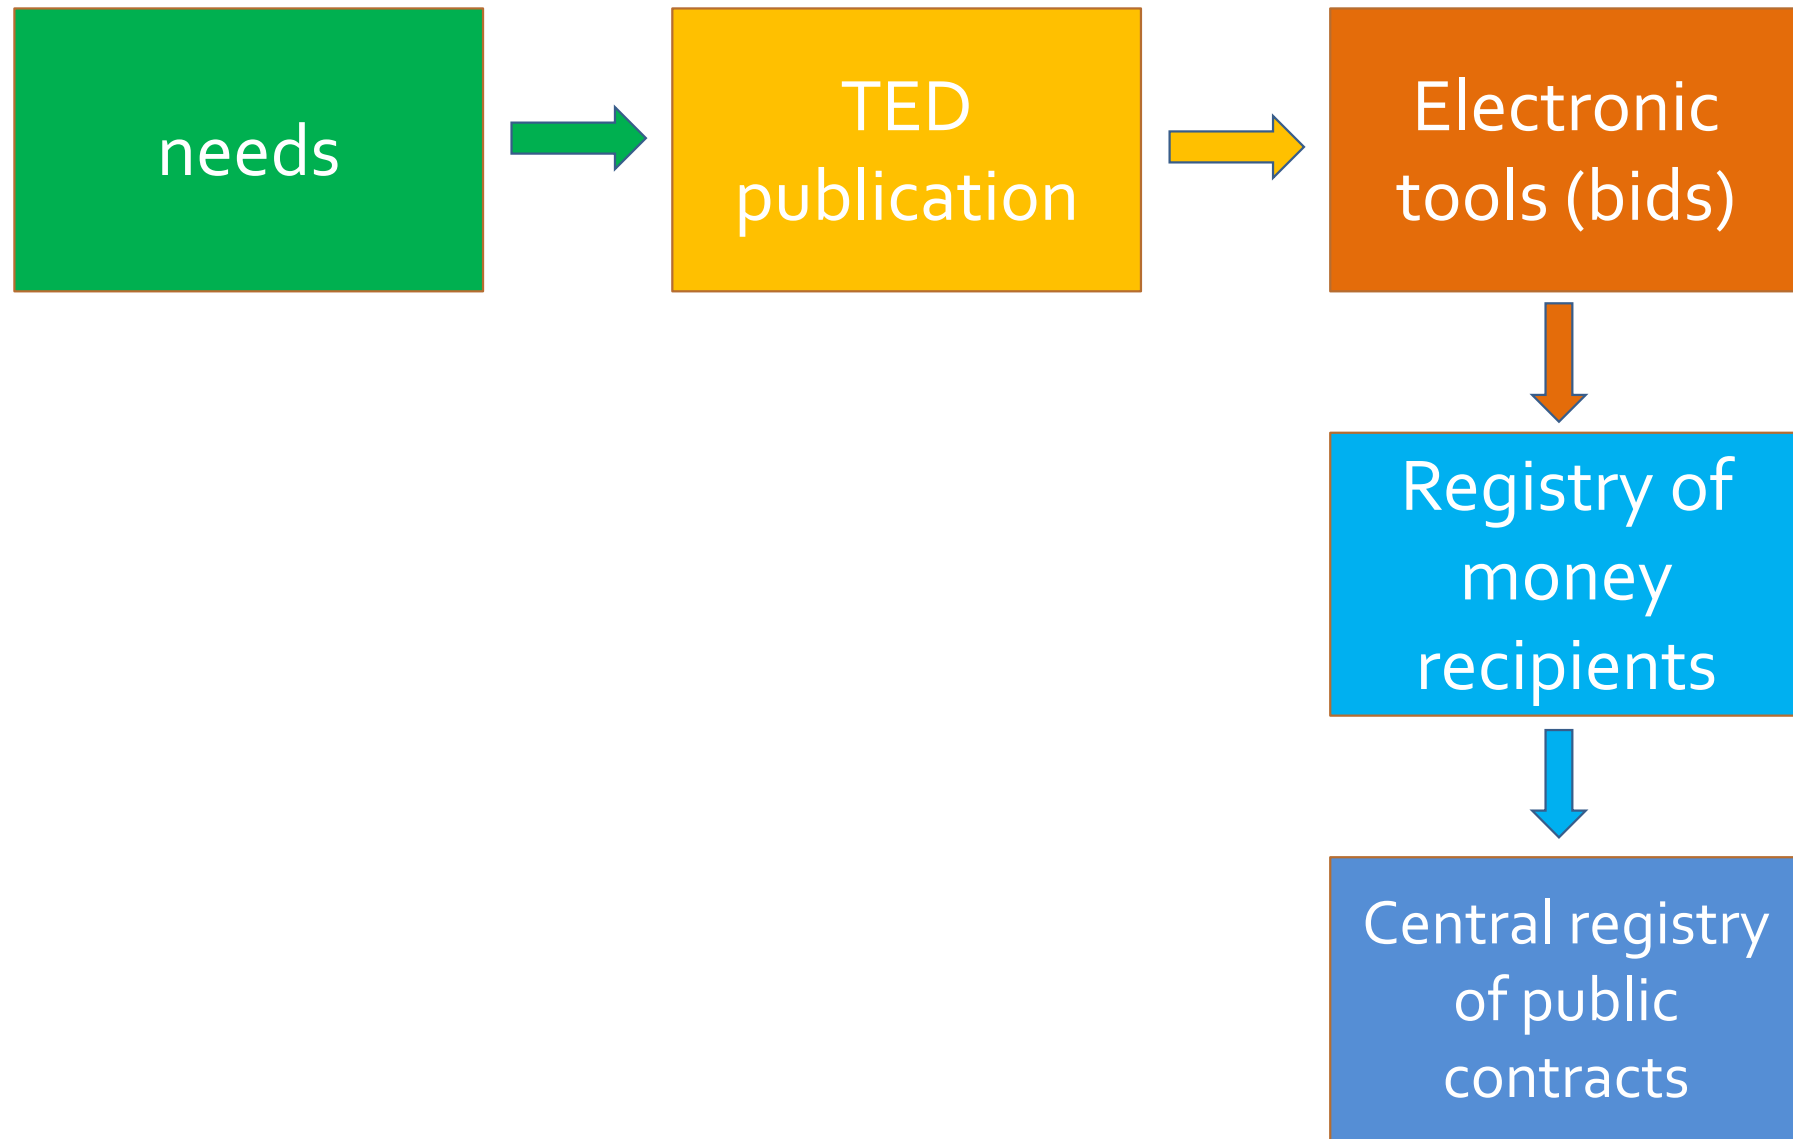 needs
TED
publication
Electronic
tools (bids)
Registry of
money
recipients
Central registry
of public
contracts